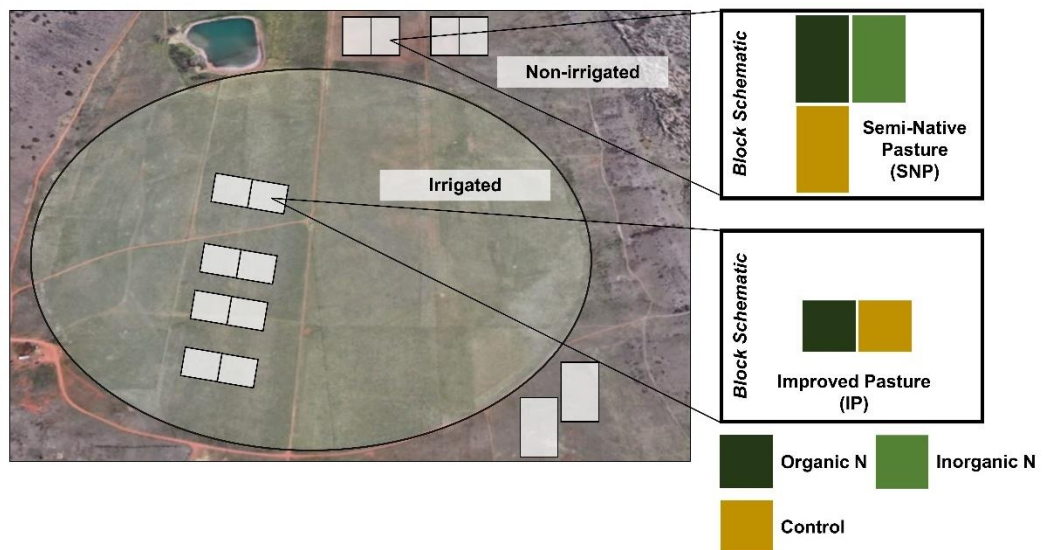 Non-irrigated
Irrigated
Block Schematic
Semi-Native
Pasture
(SNP)
Block Schematic
Improved Pasture
(IP)
Organic N
Inorganic N
Control